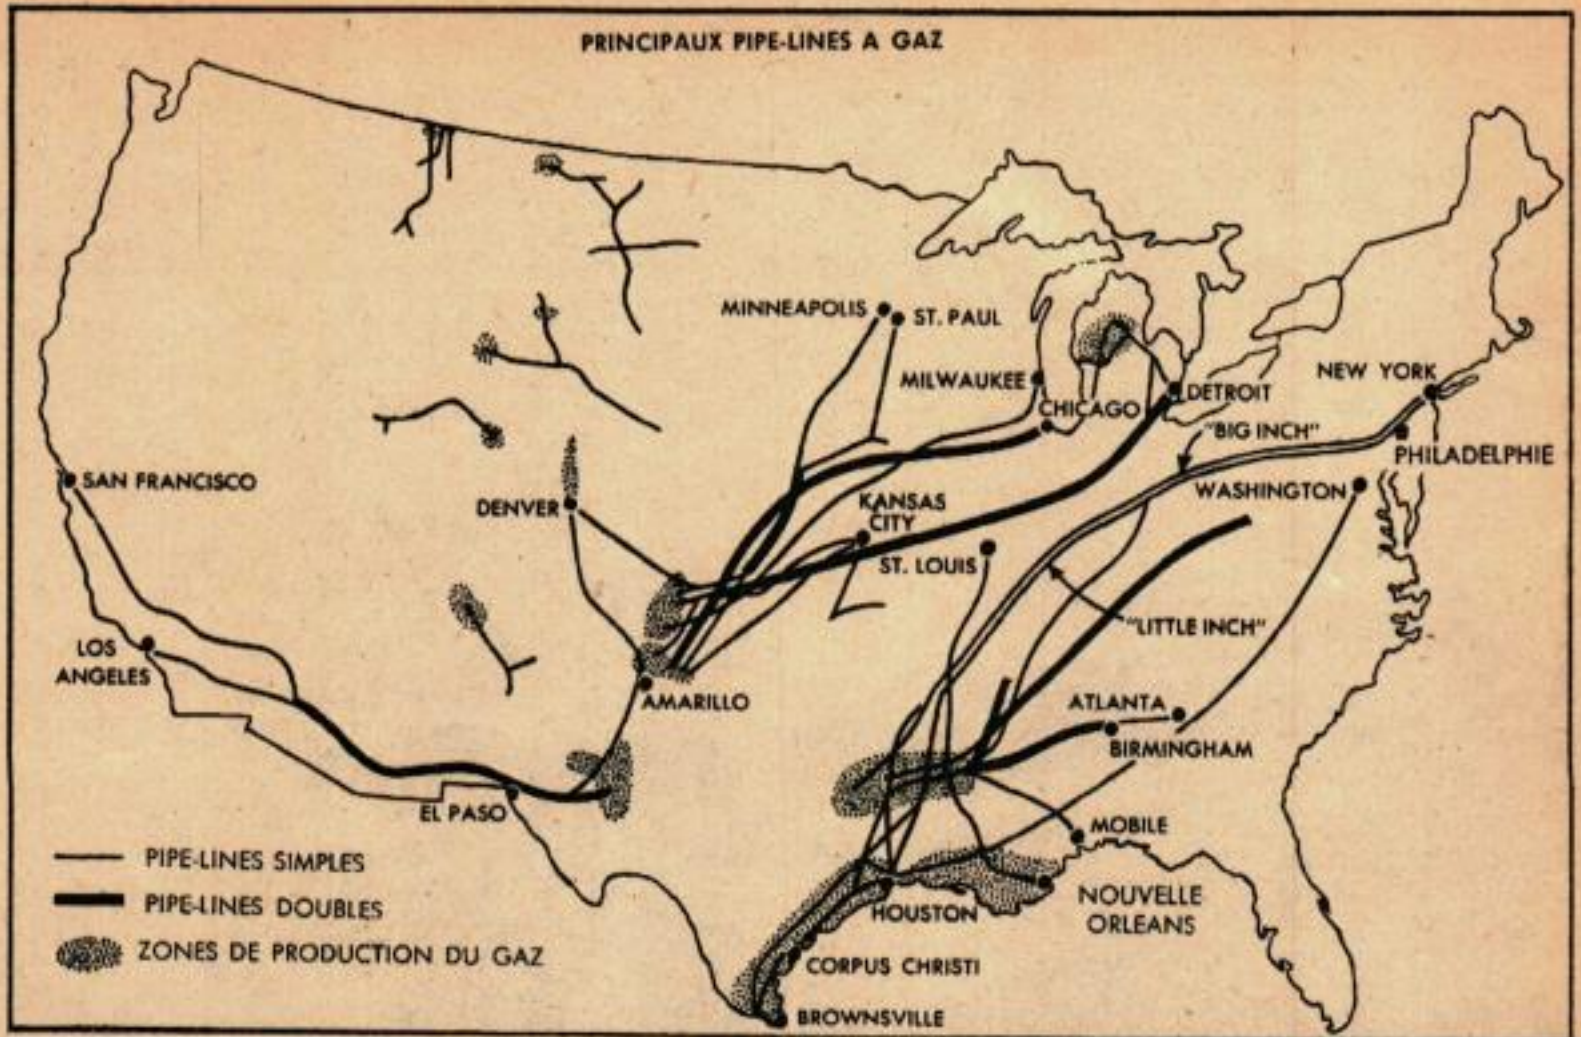 PRINCIPAUX PIPE-LINES A GAZ
MINNEAPOLIS
ST. PAUL
MILWAUKEE
CHICAGO
DETROIT
NEW YORK
"BIG INCH"
PHILADELPHIE
WASHINGTON
SAN FRANCISCO
DENVER
KANSAS
CITY
ST. LOUIS
"LITTLE INCH"
LOS
ANGELES
AMARILLO
ATLANTA
BIRMINGHAM
EL PASO
MOBILE
NOUVELLE
ORLEANS
HOUSTON
CORPUS CHRISTI
BROWNSVILLE
PIPE-LINES SIMPLES
PIPE-LINES DOUBLES
ZONES DE PRODUCTION DU GAZ